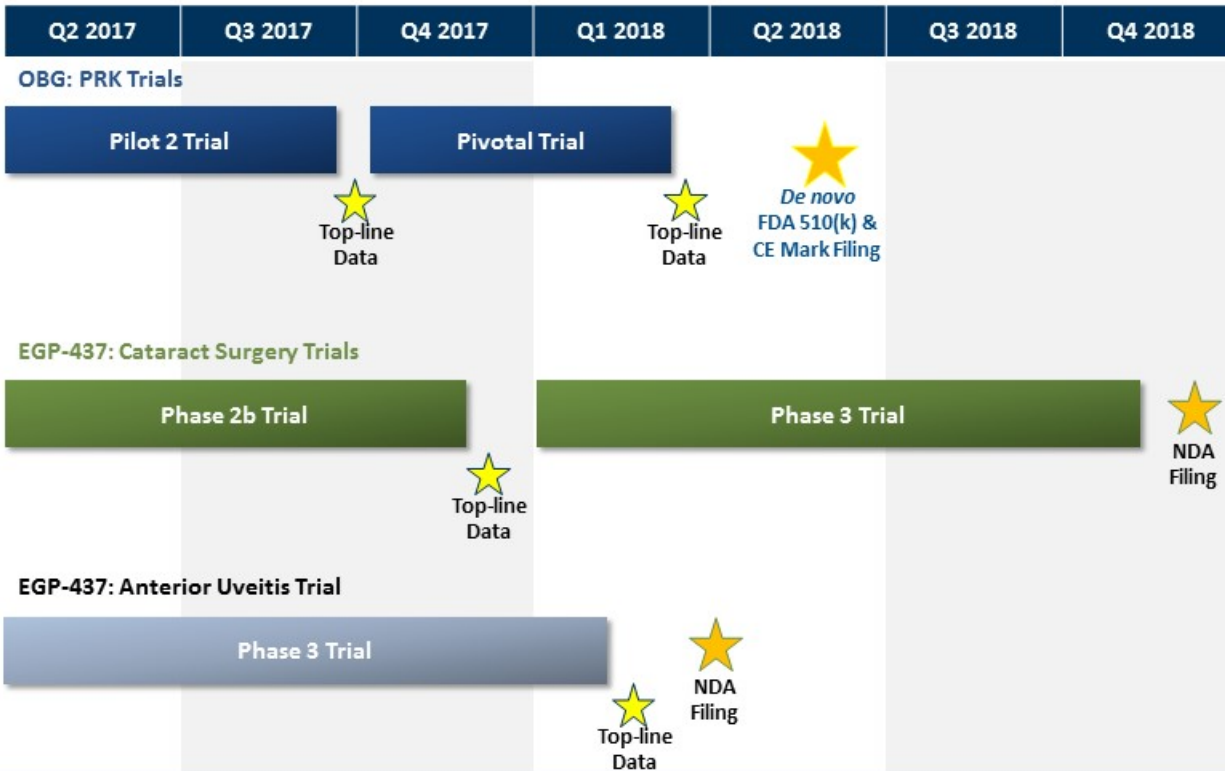 Q2 2017
Q3 2017
Q4 2017
Q1 2018
Q2 2018
Q3 2018
Q4 2018
OBG: PRK Trials
Pilot 2 Trial
Pivotal Trial
Top-line
Data
Top-line
Data
De novo
FDA 510(k) &
CE Mark Filing
EGP-437: Cataract Surgery Trials
Phase 2b Trial
Phase 3 Trial
Top-line
Data
NDA
Filing
EGP-437: Anterior Uveitis Trial
Phase 3 Trial
Top-line
Data
NDA
Filing